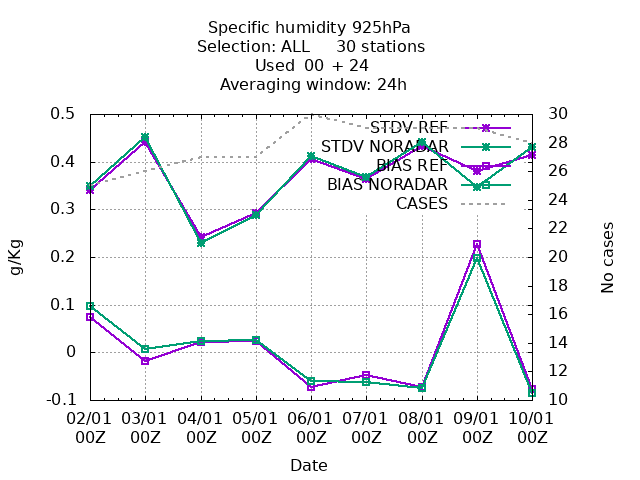 Specific humidity 925hPa
Selection: ALL 30 stations
Used 00 + 24
Averaging window: 24h
0.5
0.4
0.3
0.2
0.1
0
-0.1
g/Kg
STDV REF
STDV NORADAR
BIAS REF
BIAS NORADAR
CASES
30
28
26
24
22
20
18
16
14
12
10
No cases
02/01 03/01 04/01 05/01 06/01 07/01 08/01 09/01 10/01
00Z 00Z 00Z 00Z 00Z 00Z 00Z 00Z 00Z
Date